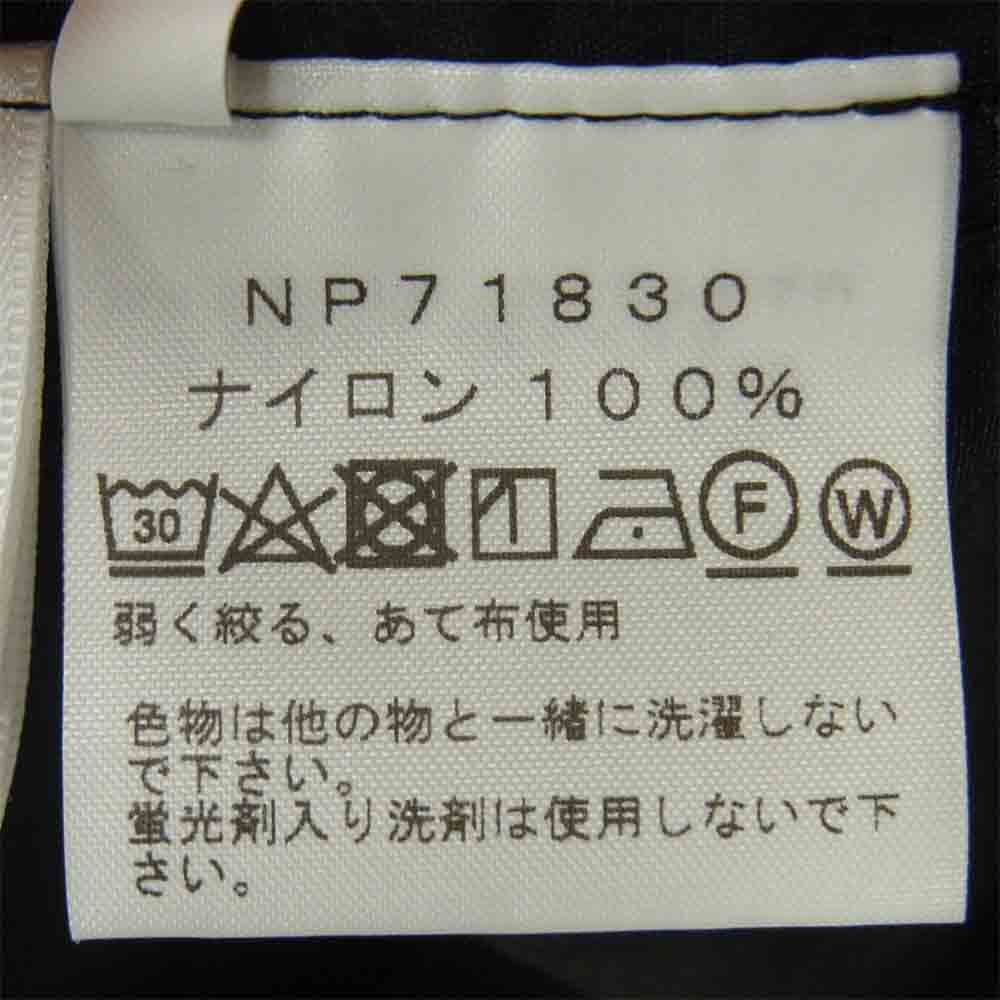 NP71830
ナイロン 100%
30 F W
弱く絞る、あて布使用
色物は他の物と一緒に洗濯しない
で下さい。
蛍光剤入り洗剤は使用しないで下
さい。